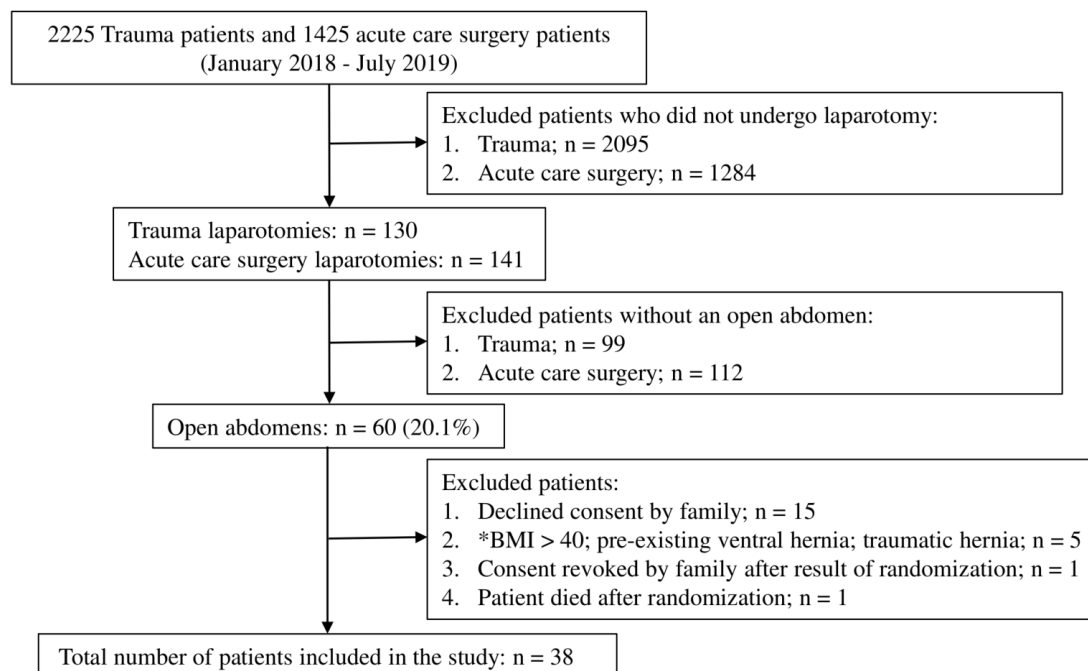 2225 Trauma patients and 1425 acute care surgery patients
(January 2018 - July 2019)
Excluded patients who did not undergo laparotomy:
1. Trauma; n = 2095
2. Acute care surgery; n = 1284
Trauma laparotomies: n = 130
Acute care surgery laparotomies: n = 141
Excluded patients without an open abdomen:
1. Trauma; n = 99
2. Acute care surgery; n = 112
Open abdomens: n = 60 (20.1%)
Excluded patients:
1. Declined consent by family; n = 15
2. *BMI > 40; pre-existing ventral hernia; traumatic hernia; n = 5
3. Consent revoked by family after result of randomization; n = 1
4. Patient died after randomization; n = 1
Total number of patients included in the study: n = 38